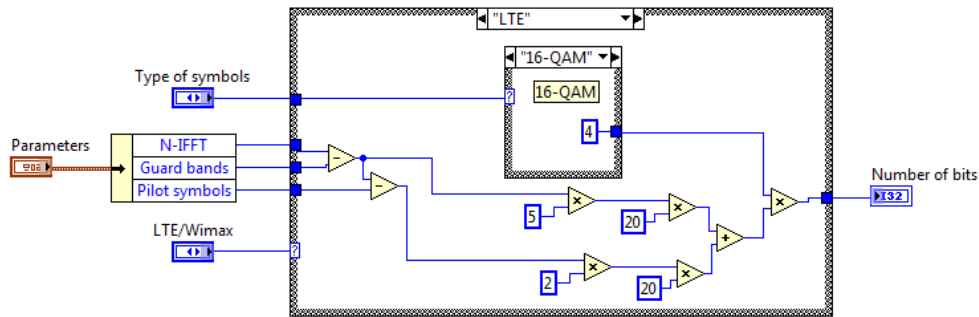 "LTE"
"16-QAM"
Type of symbols
16-QAM
?
4
Parameters
N-IFFT
Guard bands
Pilot symbols
-
-
Number of bits
I32
5
×
20
×
×
+
LTE/Wimax
?
2
×
20
×